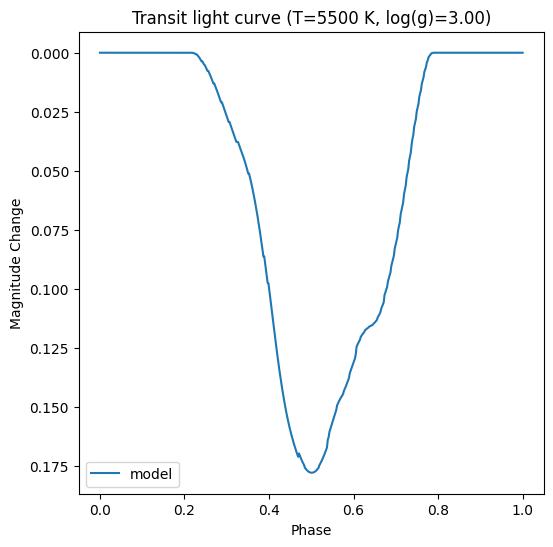 Transit light curve (T=5500 K, log(g)=3.00)
Magnitude Change
0.000
0.025
0.050
0.075
0.100
0.125
0.150
0.175
model
0.0 0.2 0.4 0.6 0.8 1.0
Phase